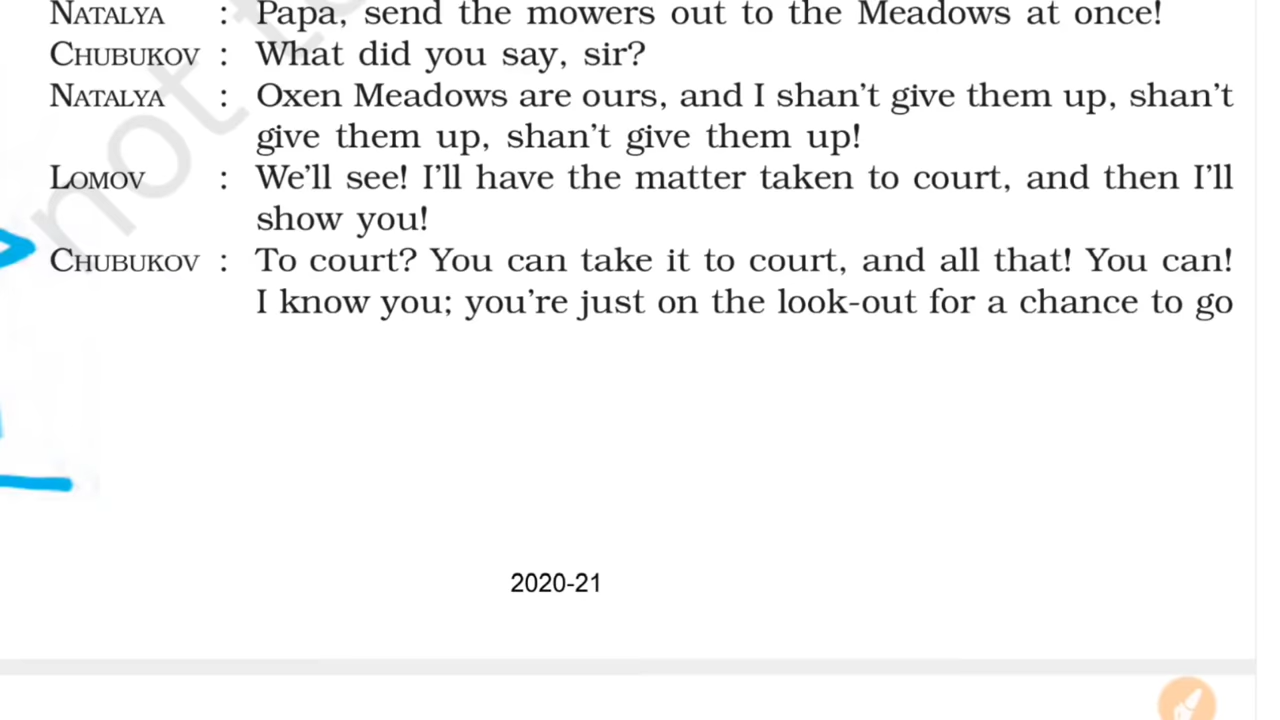 NATALYA : Papa, send the mowers out to the Meadows at once!
CHUBUKOV : What did you say, sir?
NATALYA : Oxen Meadows are ours, and I shan't give them up, shan't
give them up, shan't give them up!
LOMOV : We'll see! I'll have the matter taken to court, and then I'll
show you!
CHUBUKOV : To court? You can take it to court, and all that! You can!
I know you; you're just on the look-out for a chance to go
not
2020-21